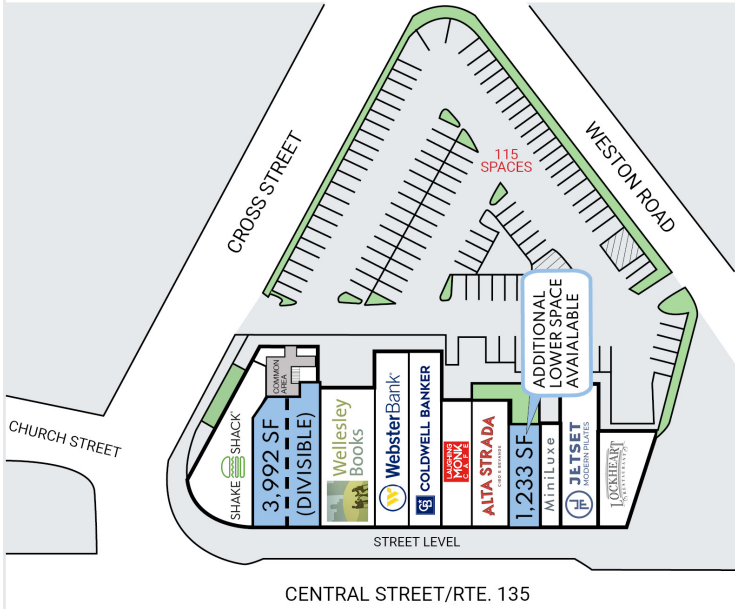 115
SPACES
CROSS STREET
WESTON ROAD
CHURCH STREET
ADDITIONAL
LOWER SPACE
AVAIALABLE
COMMON
AREA
SHAKE SHACK
3,992 SF
(DIVISIBLE)
Wellesley
Books
WebsterBank
CB
COLDWELL BANKER
LAUGHING
MONK
CAFE
ALTA STRADA
1,233 SF
MiniLuxe
JETSET
MODERN PILATES
LOCKHEART
STREET LEVEL
CENTRAL STREET/RTE. 135